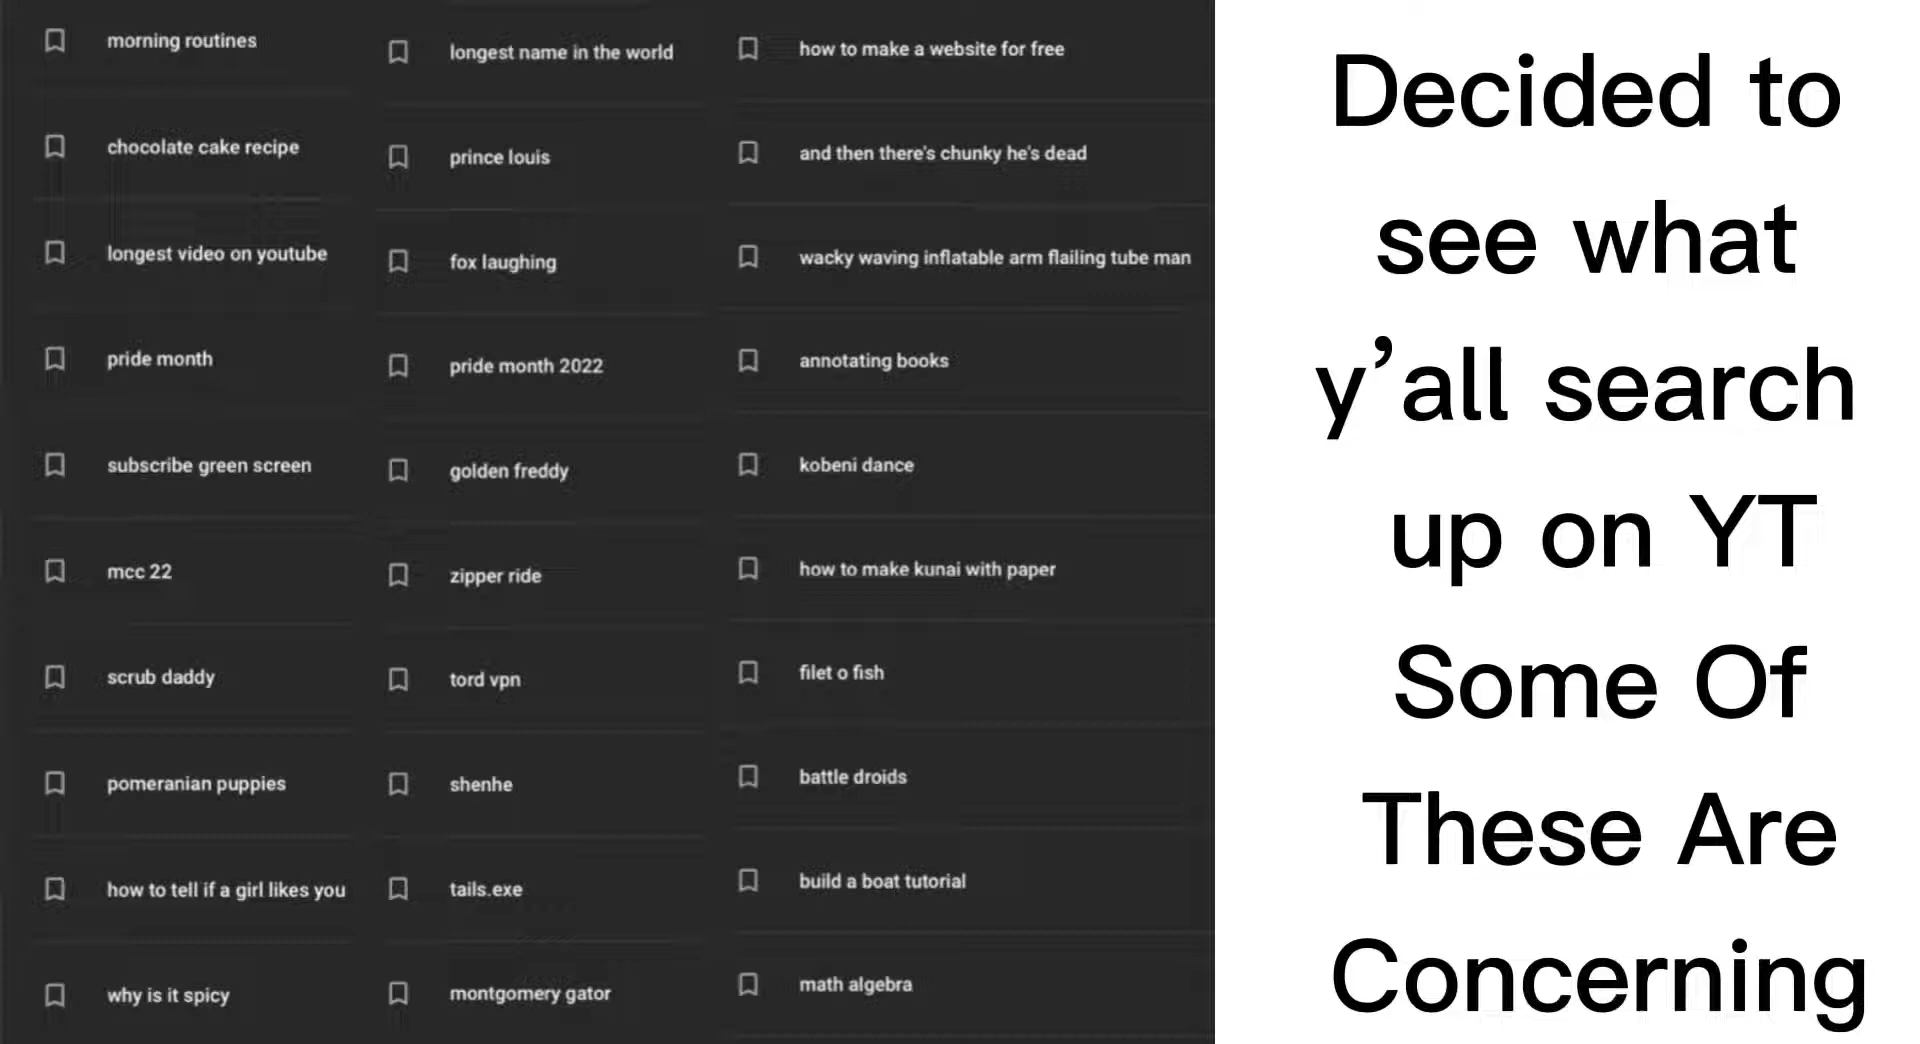 morning routines
chocolate cake recipe
longest video on youtube
pride month
subscribe green screen
mcc 22
scrub daddy
pomeranian puppies
how to tell if a girl likes you
why is it spicy
longest name in the world
prince louis
fox laughing
pride month 2022
golden freddy
zipper ride
tord vpn
shenhe
tails.exe
montgomery gator
how to make a website for free
and then there's chunky he's dead
wacky waving inflatable arm flailing tube man
annotating books
kobeni dance
how to make kunai with paper
filet o fish
battle droids
build a boat tutorial
math algebra
Decided to
see what
y’all search
up on YT
Some Of
These Are
Concerning